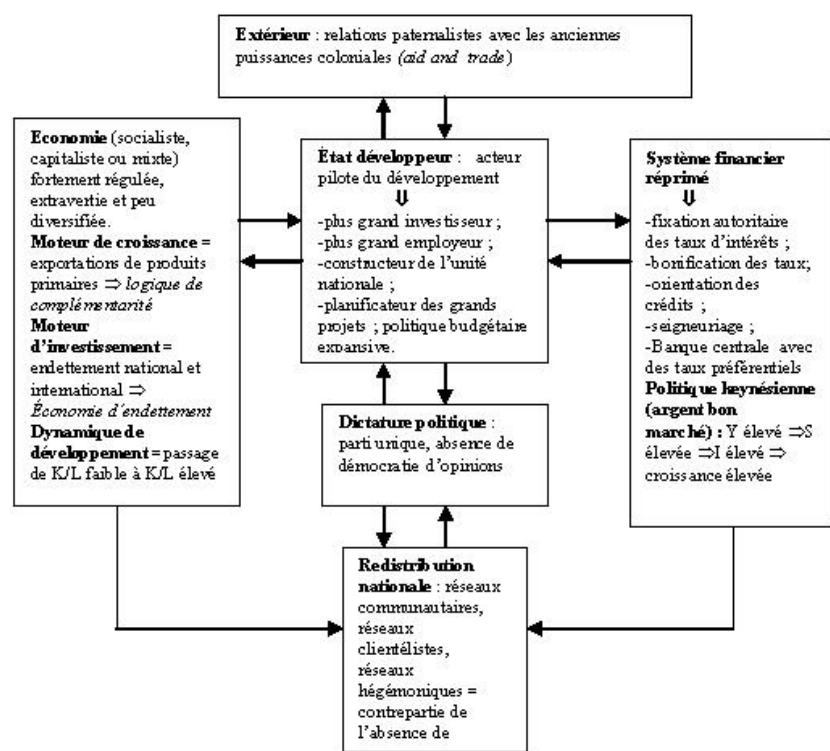 Extérieur : relations paternalistes avec les anciennes
puissances coloniales (aid and trade)
Economie (socialiste,
capitaliste ou mixte)
fortement régulée,
extravertie et peu
diversifiée.
Moteur de croissance =
exportations de produits
primaires ⇒ logique de
complémentarité
Moteur
d’investissement =
endettement national et
international ⇒
Économie d’endettement
Dynamique de
développement = passage
de K/L faible à K/L élevé
État développeur : acteur
pilote du développement
⇓
-plus grand investisseur ;
-plus grand employeur ;
-constructeur de l’unité
nationale ;
-planificateur des grands
projets ; politique budgétaire
expansive.
Système financier
réprimé
⇓
-fixation autoritaire
des taux d’intérêts ;
-bonification des taux;
-orientation des
crédits ;
-seigneuriage ;
-Banque centrale avec
des taux préférentiels
Politique keynésienne
(argent bon
marché) : Y élevé ⇒S
élevée ⇒I élevé ⇒
croissance élevée
Dictature politique :
parti unique, absence de
démocratie d’opinions
Redistribution
nationale : réseaux
communautaires,
réseaux
clientélistes,
réseaux
hégémoniques =
contrepartie de
l’absence de